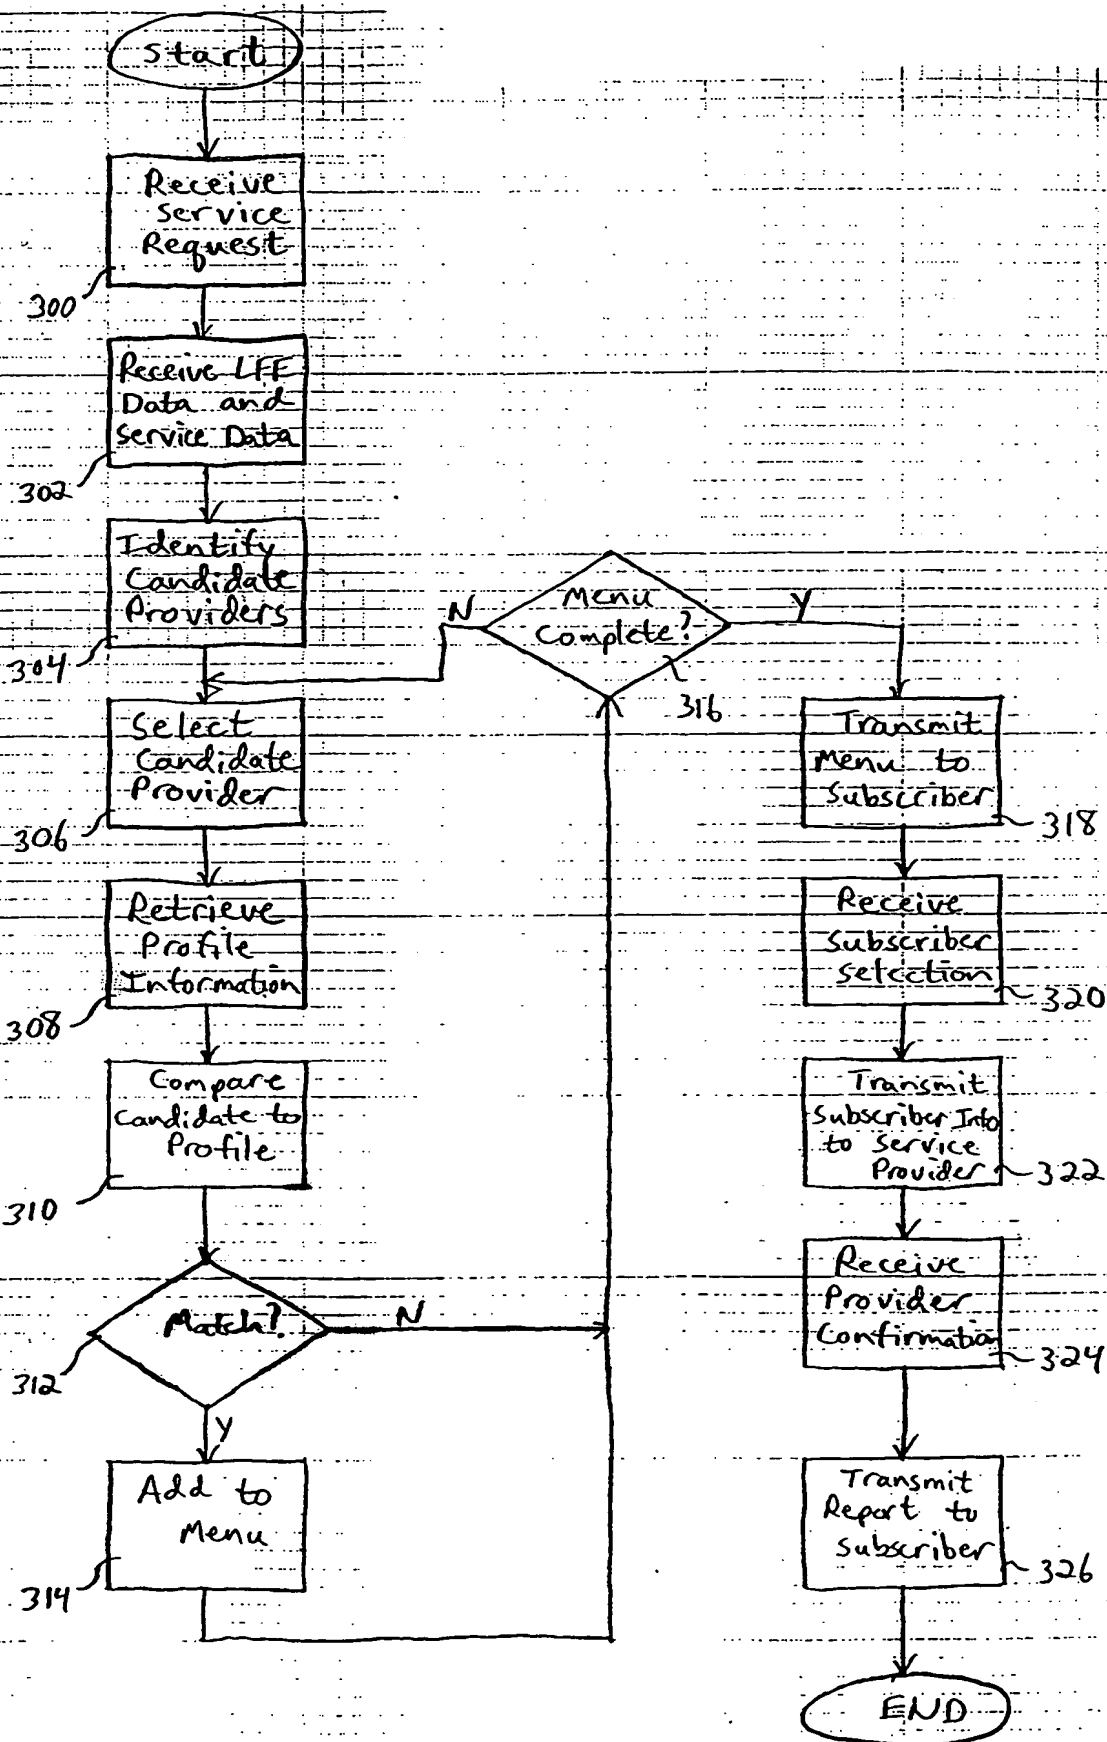 Start
Receive
Service
Request
300
Receive LFE
Data and
Service Data
302
Identify
Candidate
Providers
304
Select
Candidate
Provider
306
Retrieve
Profile
Information
308
Compare
Candidate to
Profile
310
Match?
N
312
Y
Add to
Menu
314
Menu
Complete?
N
Y
316
Transmit
Menu to
Subscriber
318
Receive
Subscriber
Selection
320
Transmit
Subscriber Info
to Service
Provider
322
Receive
Provider
Confirmation
324
Transmit
Report to
Subscriber
326
END